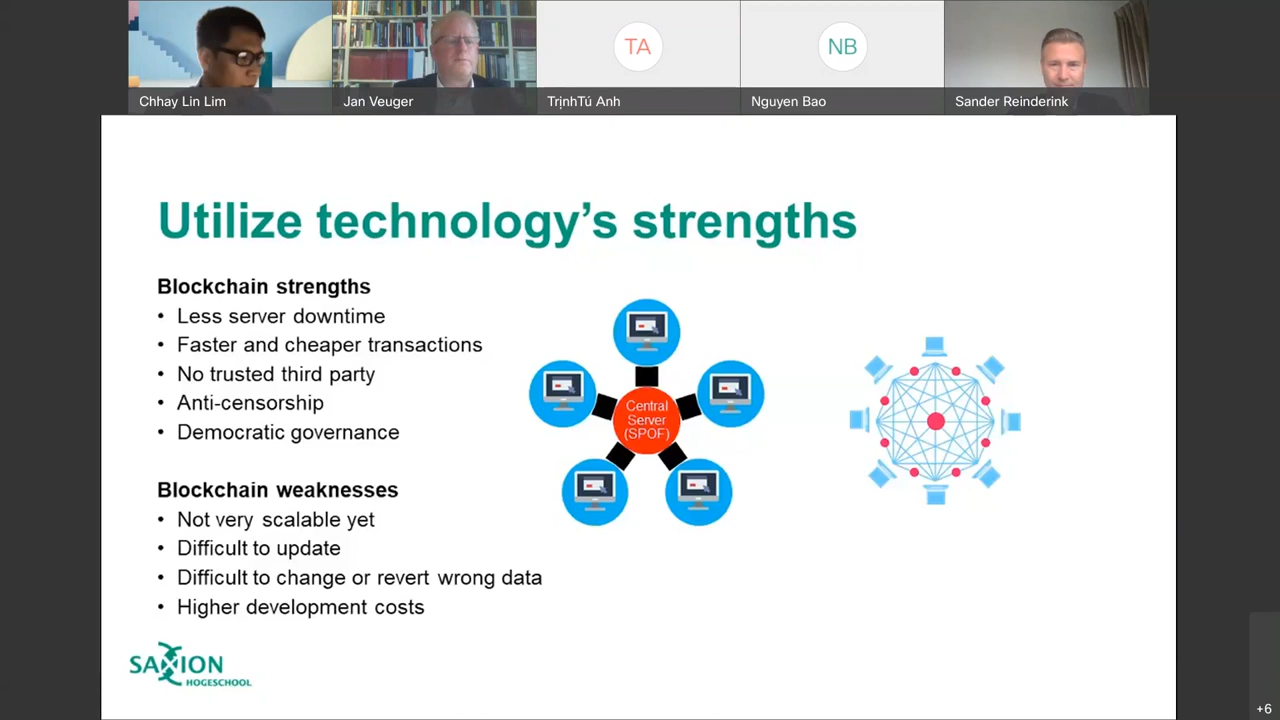 TA
NB
Chhay Lin Lim
Jan Veuger
TrịnhTú Anh
Nguyen Bao
Sander Reinderink
Utilize technology's strengths
Blockchain strengths
• Less server downtime
• Faster and cheaper transactions
• No trusted third party
• Anti-censorship
• Democratic governance
Blockchain weaknesses
• Not very scalable yet
• Difficult to update
• Difficult to change or revert wrong data
• Higher development costs
Central
Server
(SPOF)
SAXION
HOGESCHOOL
+6